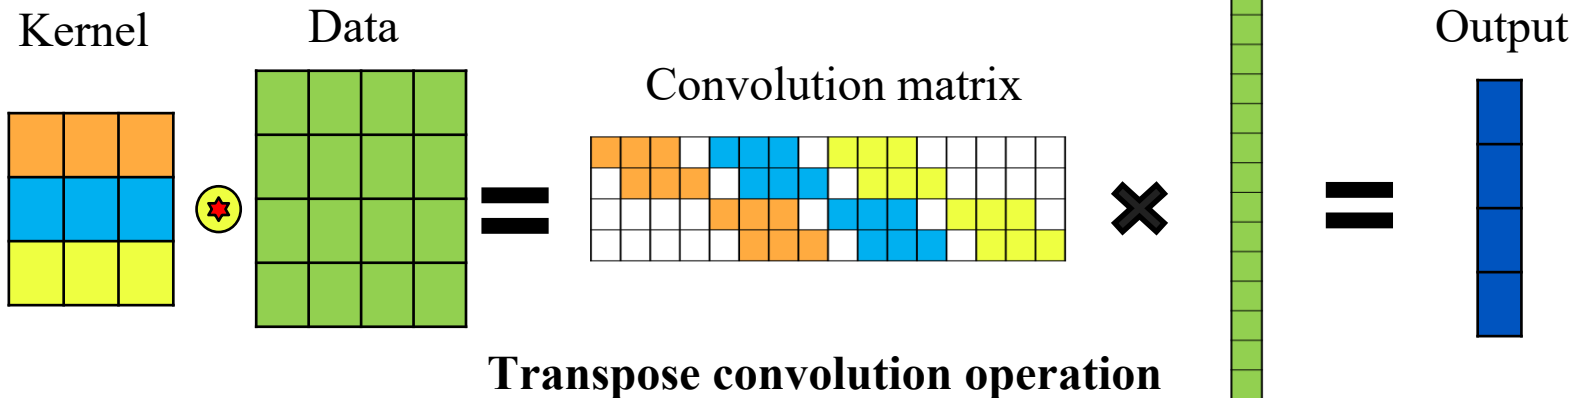 Kernel
Data
Convolution matrix
Output
Transpose convolution operation